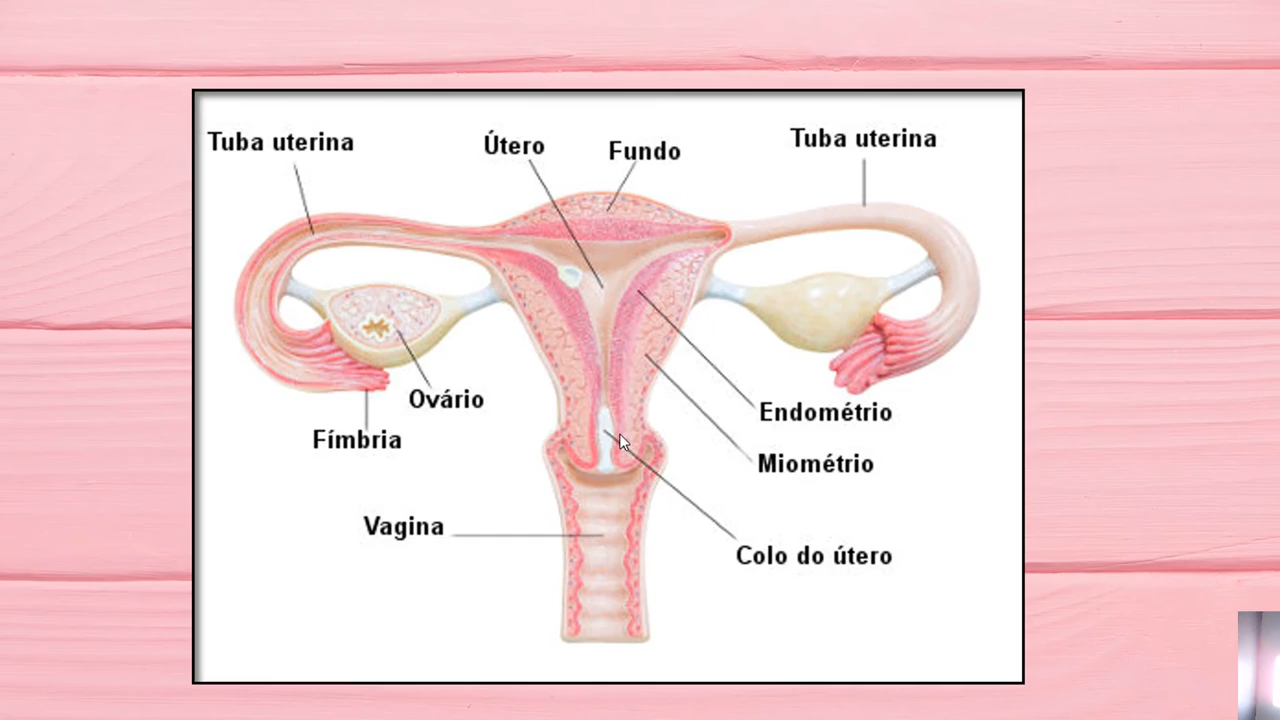 Tuba uterina
Útero
Fundo
Tuba uterina
Ovário
Fímbria
Endométrio
Miométrio
Vagina
Colo do útero